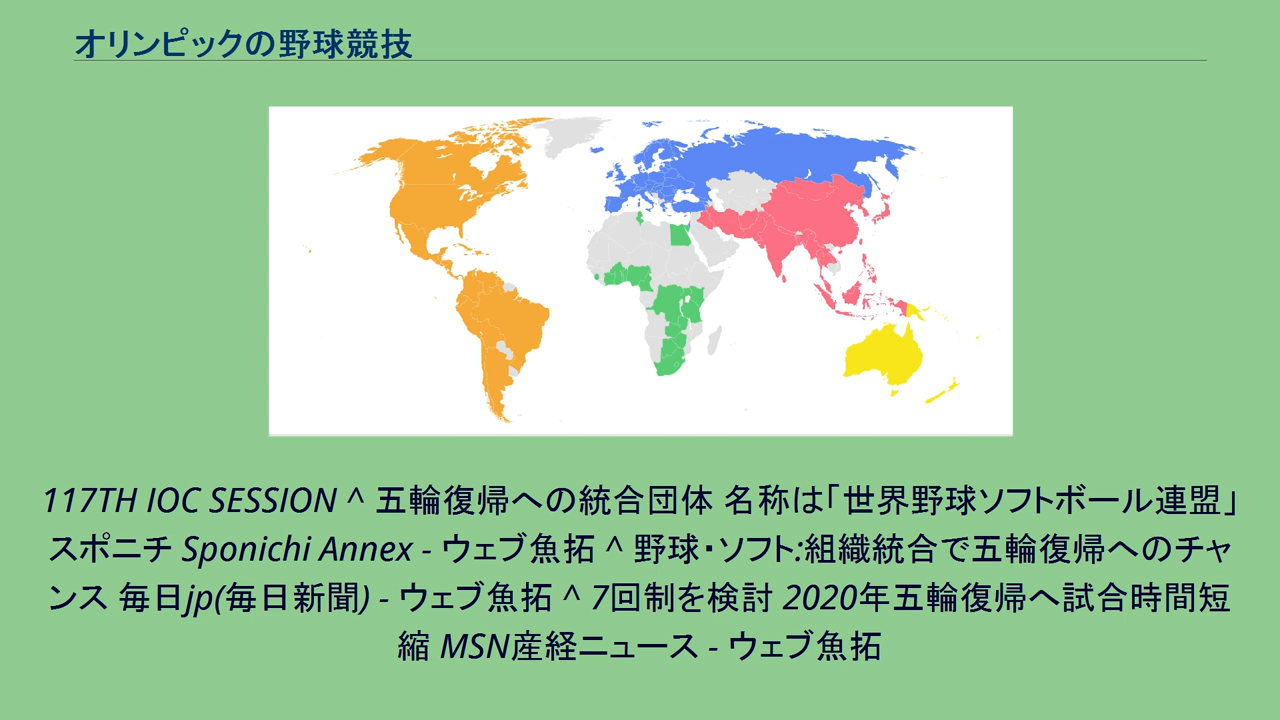 オリンピックの野球競技
117TH IOC SESSION ^ 五輪復帰への統合団体 名称は「世界野球ソフトボール連盟」
スポニチ Sponichi Annex - ウェブ魚拓 ^ 野球・ソフト:組織統合で五輪復帰へのチャ
ンス 毎日jp(毎日新聞) - ウェブ魚拓 ^ 7回制を検討 2020年五輪復帰へ試合時間短
縮 MSN産経ニュース - ウェブ魚拓